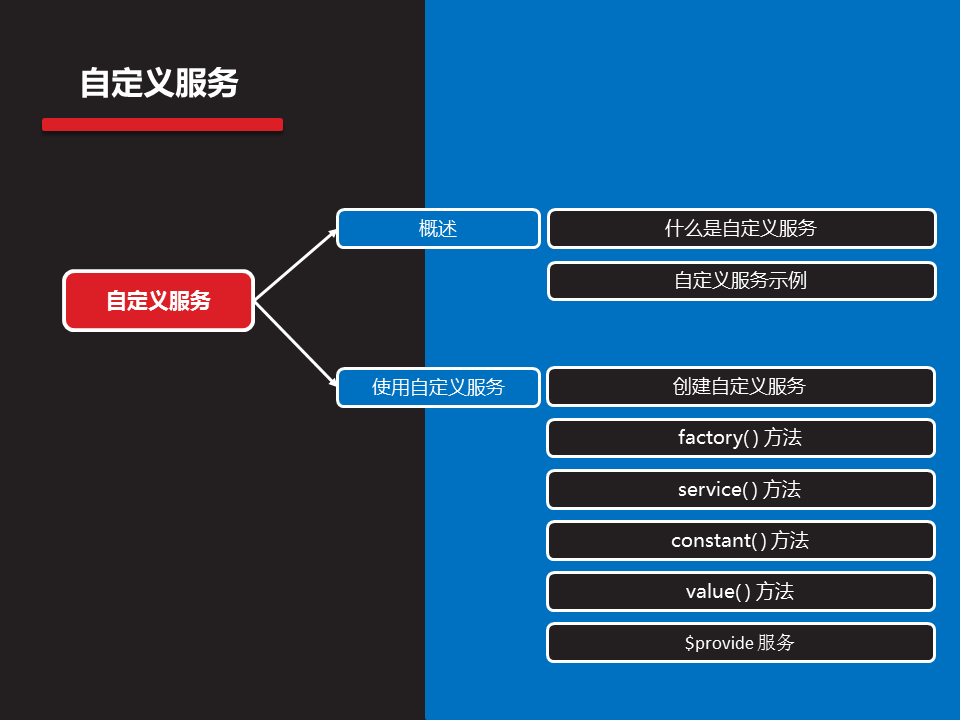 自定义服务
自定义服务
概述
什么是自定义服务
自定义服务示例
使用自定义服务
创建自定义服务
factory( ) 方法
service( ) 方法
constant( ) 方法
value( ) 方法
$provide 服务